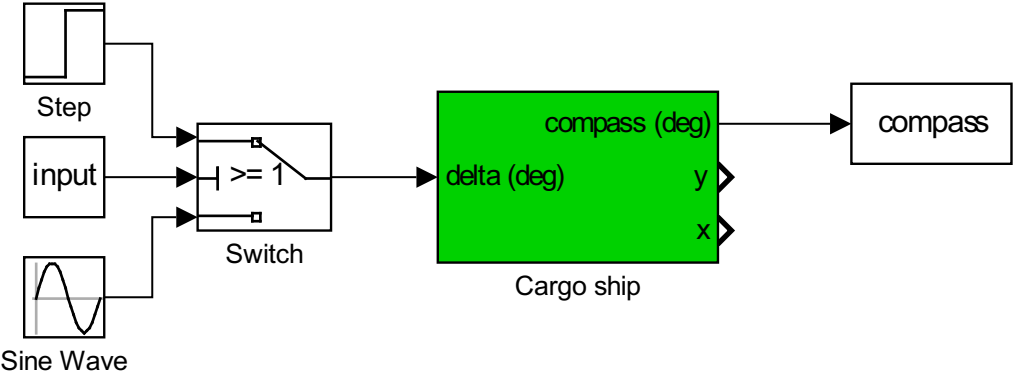 Step
input
Sine Wave
>= 1
Switch
delta (deg)
compass (deg)
y
x
Cargo ship
compass